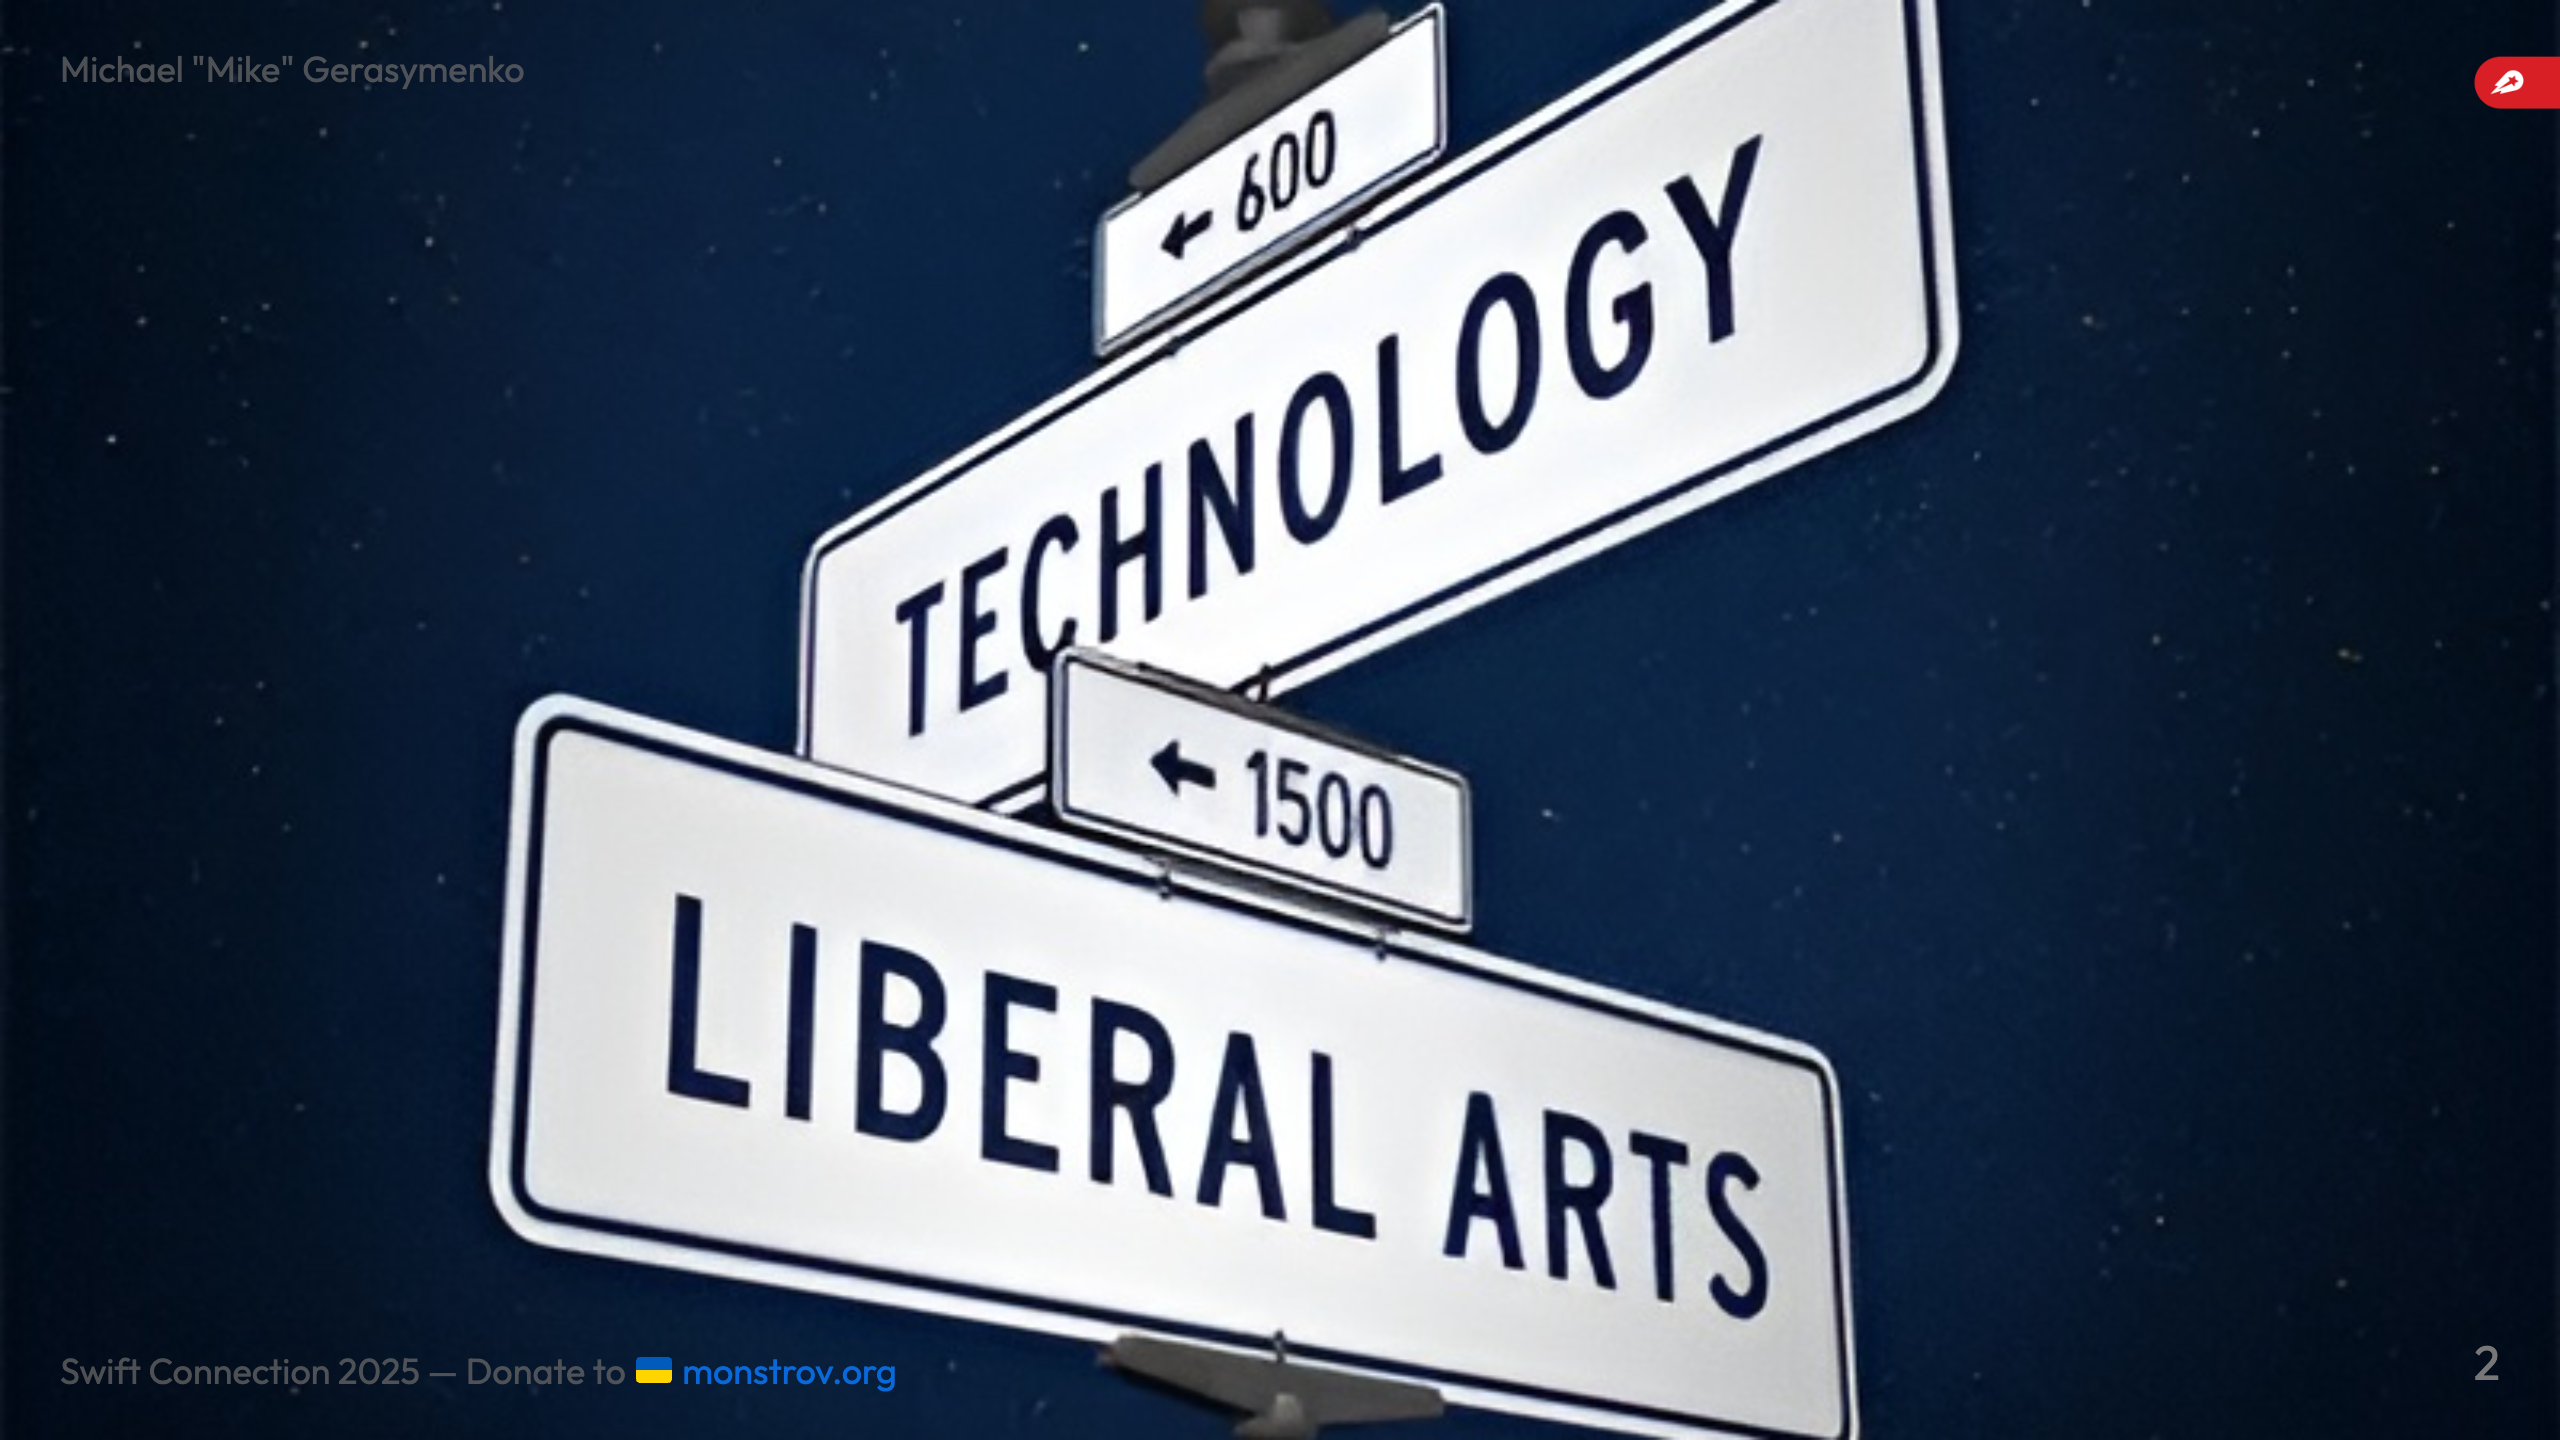 Michael "Mike" Gerasymenko
← 600
TECHNOLOGY
← 1500
LIBERAL ARTS
Swift Connection 2025 — Donate to 🇺🇦 monstrov.org
2